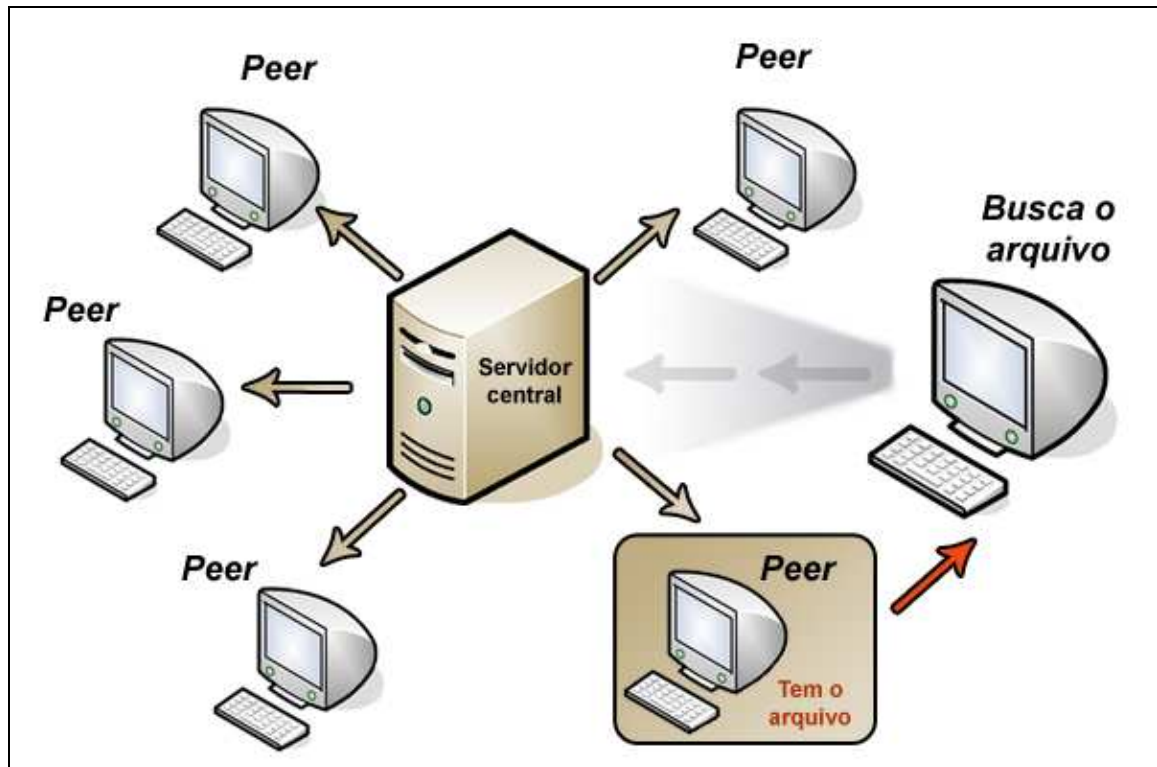 Peer
Peer
Busca o
arquivo
Peer
Servidor
central
Peer
Peer
Tem o
arquivo